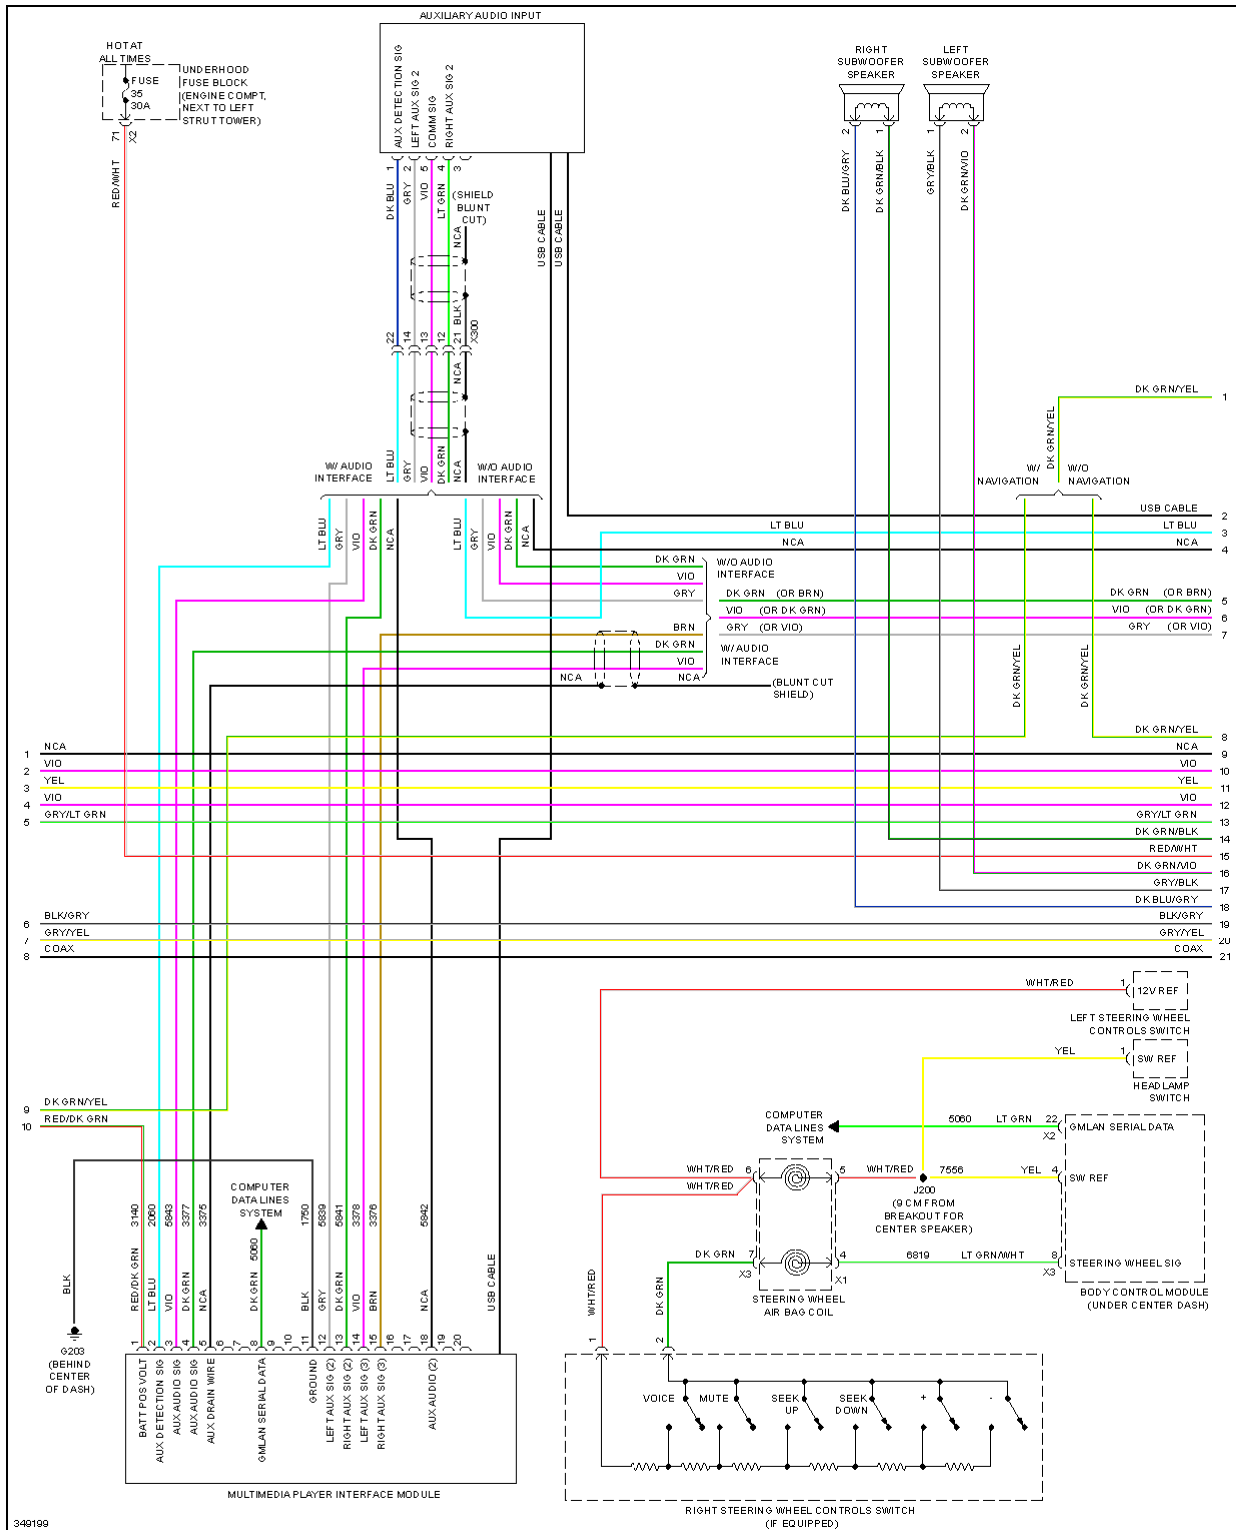 AUXILIARY AUDIO INPUT
HOT AT
ALL TIMES
FUSE
35
30A
UNDERHOOD
FUSE BLOCK
(ENGINE COMPT,
NEXT TO LEFT
STRUT TOWER)
71
X2
RED/WHT
AUX DETECTION SIG
LEFT AUX SIG 2
COMM SIG
RIGHT AUX SIG 2
1
2
5
4
3
DK BLU
GRY
VIO
LT GRN
(SHIELD
BLUNT
CUT)
NCA
BLK
22
14
13
12
21
X300
NCA
LT BLU
GRY
VIO
DK GRN
NCA
USB CABLE
USB CABLE
RIGHT
SUBWOOFER
SPEAKER
LEFT
SUBWOOFER
SPEAKER
2
1
1
2
DK BLU/GRY
DK GRN/BLK
GRY/BLK
DK GRN/VIO
W/ AUDIO
INTERFACE
W/O AUDIO
INTERFACE
LT BLU
GRY
VIO
DK GRN
NCA
LT BLU
GRY
VIO
DK GRN
NCA
DK GRN/YEL
1
DK GRN/YEL
W/
NAVIGATION
W/O
NAVIGATION
USB CABLE
2
LT BLU
LT BLU
3
NCA
NCA
4
DK GRN
VIO
GRY
W/O AUDIO
INTERFACE
DK GRN (OR BRN)
DK GRN (OR BRN)
5
VIO (OR DK GRN)
VIO (OR DK GRN)
6
BRN
GRY (OR VIO)
GRY (OR VIO)
7
DK GRN
VIO
NCA
NCA
W/ AUDIO
INTERFACE
(BLUNT CUT
SHIELD)
DK GRN/YEL
DK GRN/YEL
DK GRN/YEL
8
1
NCA
NCA
9
2
VIO
VIO
10
3
YEL
YEL
11
4
VIO
VIO
12
5
GRY/LT GRN
GRY/LT GRN
13
DK GRN/BLK
14
RED/WHT
15
DK GRN/VIO
16
GRY/BLK
17
DK BLU/GRY
18
6
BLK/GRY
BLK/GRY
19
7
GRY/YEL
GRY/YEL
20
8
COAX
COAX
21
WHT/RED
1
12V REF
LEFT STEERING WHEEL
CONTROLS SWITCH
YEL
1
SW REF
HEADLAMP
SWITCH
9
DK GRN/YEL
10
RED/DK GRN
COMPUTER
DATA LINES
SYSTEM
5060
LT GRN
22
X2
GMLAN SERIAL DATA
WHT/RED
WHT/RED
6
5
WHT/RED
7556
YEL
4
SW REF
J200
(9 CM FROM
BREAKOUT FOR
CENTER SPEAKER)
DK GRN
7
X3
4
X1
6819
LT GRN/WHT
8
X3
STEERING WHEEL SIG
STEERING WHEEL
AIR BAG COIL
BODY CONTROL MODULE
(UNDER CENTER DASH)
COMPUTER
DATA LINES
SYSTEM
BLK
G203
(BEHIND
CENTER
OF DASH)
3140
2060
5843
3377
3375
5060
1750
5839
5841
3378
3376
5842
RED/DK GRN
LT BLU
VIO
DK GRN
NCA
DK GRN
BLK
GRY
DK GRN
VIO
BRN
NCA
USB CABLE
1
2
3
4
5
6
7
8
9
10
11
12
13
14
15
16
17
18
19
20
BATT POS VOLT
AUX DETECTION SIG
AUX AUDIO SIG
AUX AUDIO SIG
AUX DRAIN WIRE
GMLAN SERIAL DATA
GROUND
LEFT AUX SIG (2)
RIGHT AUX SIG (2)
LEFT AUX SIG (3)
RIGHT AUX SIG (3)
AUX AUDIO (2)
MULTIMEDIA PLAYER INTERFACE MODULE
WHT/RED
DK GRN
1
2
VOICE
MUTE
SEEK
UP
SEEK
DOWN
+
-
RIGHT STEERING WHEEL CONTROLS SWITCH
(IF EQUIPPED)
349199